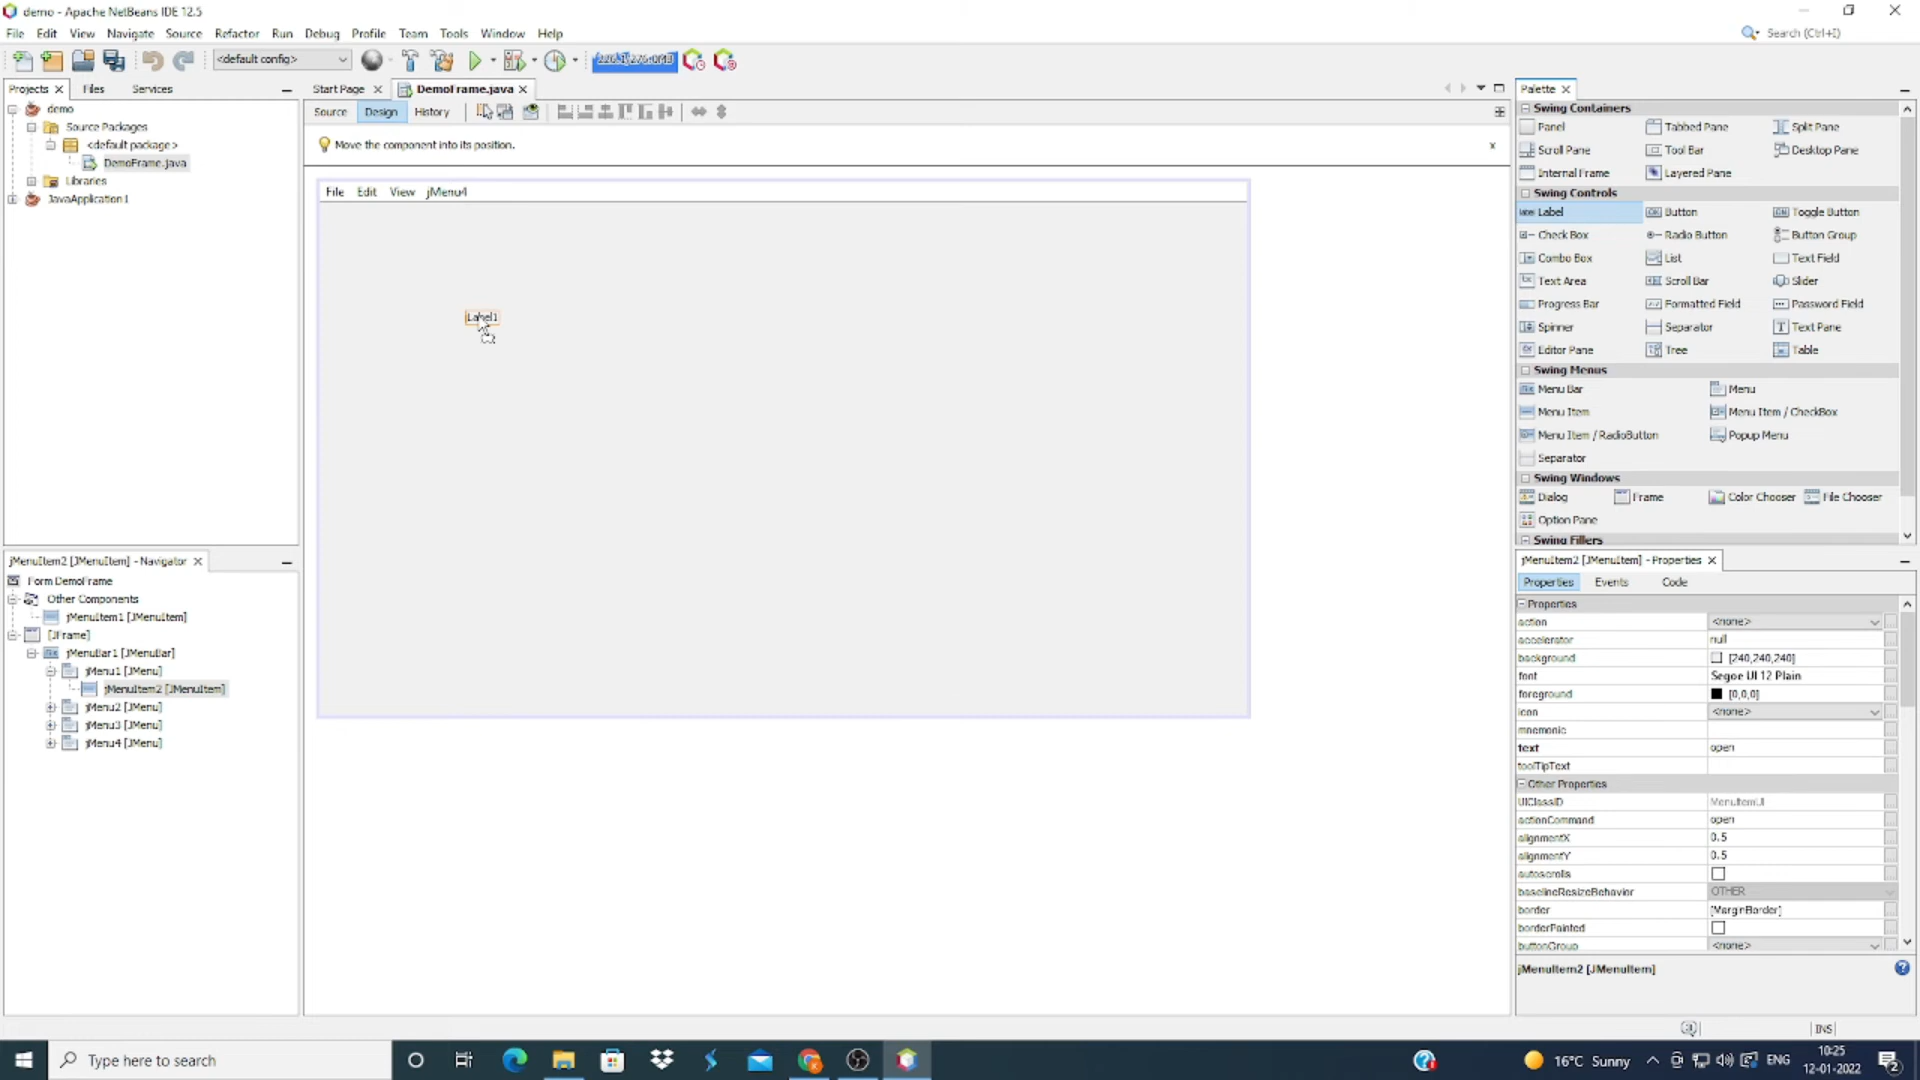 demo - Apache NetBeans IDE 12.5
File Edit View Navigate Source Refactor Run Debug Profile Team Tools Window Help
Search (Ctrl+I)
<default config>
Projects Files Services
Start Page DemoFrame.java
Palette
demo
Source Packages
<default package>
DemoFrame.java
Libraries
JavaApplication1
Source Design History
Move the component into its position.
File Edit View jMenu4
Swing Containers
Panel Tabbed Pane Split Pane
Scroll Pane Tool Bar Desktop Pane
Internal Frame Layered Pane
Swing Controls
Label Button Toggle Button
Check Box Radio Button Button Group
Combo Box List Text Field
Text Area Scroll Bar Slider
Progress Bar Formatted Field Password Field
Spinner Separator Text Pane
Editor Pane Tree Table
Swing Menus
Menu Bar Menu
Menu Item Menu Item / CheckBox
Menu Item / RadioButton Popup Menu
Separator
Swing Windows
Dialog Frame Color Chooser File Chooser
Option Pane
Swing Fillers
jMenuItem2 [JMenuItem] - Navigator
Form DemoFrame
Other Components
jMenuItem1 [JMenuItem]
[JFrame]
jMenuBar1 [JMenuBar]
jMenu1 [JMenu]
jMenuItem2 [JMenuItem]
jMenu2 [JMenu]
jMenu3 [JMenu]
jMenu4 [JMenu]
jMenuItem2 [JMenuItem] - Properties
Properties Events Code
Properties
action <none>
accelerator null
background [240,240,240]
font Segoe UI 12 Plain
foreground [0,0,0]
icon <none>
mnemonic
text open
toolTipText
Other Properties
UIClassID MenuItemUI
actionCommand open
alignmentX 0.5
alignmentY 0.5
autoscrolls
baselineResizeBehavior OTHER
border [MarginBorder]
borderPainted
buttonGroup <none>
jMenuItem2 [JMenuItem]
INS
Type here to search
16°C Sunny
ENG
10:25
12-01-2022
2